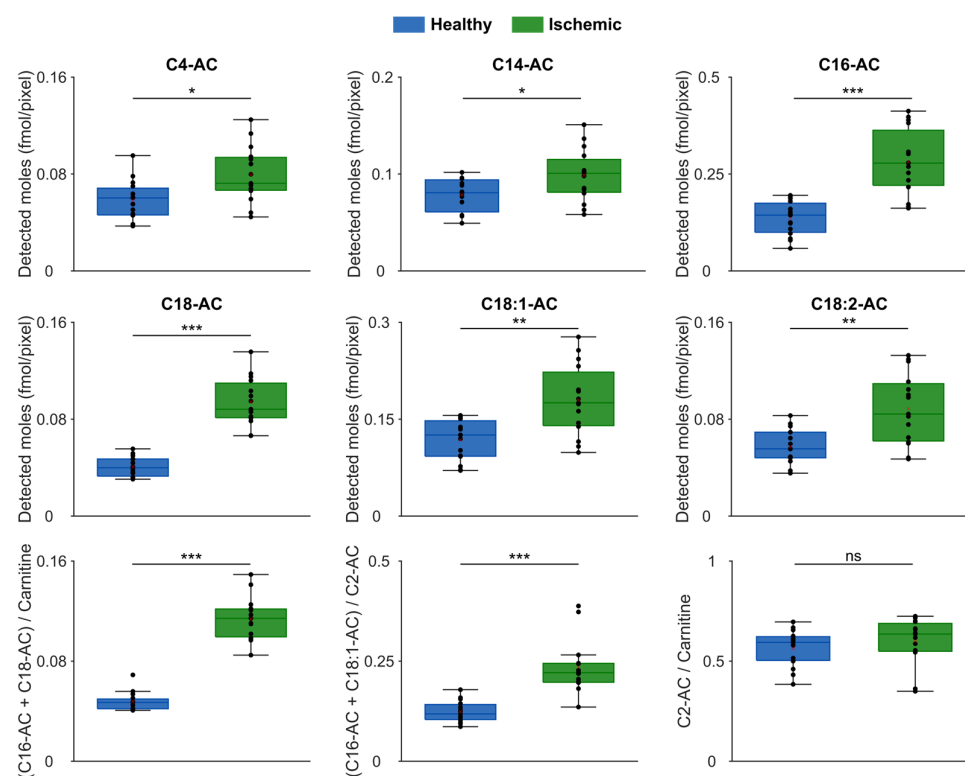 Healthy Ischemic
C4-AC
Detected moles (fmol/pixel)
0.16
0.08
0
*
C14-AC
Detected moles (fmol/pixel)
0.2
0.1
0
*
C16-AC
Detected moles (fmol/pixel)
0.5
0.25
0
***
C18-AC
Detected moles (fmol/pixel)
0.16
0.08
0
***
C18:1-AC
Detected moles (fmol/pixel)
0.3
0.15
0
**
C18:2-AC
Detected moles (fmol/pixel)
0.16
0.08
0
**
(C16-AC + C18-AC) / Carnitine
0.16
0.08
0
***
(C16-AC + C18:1-AC) / C2-AC
0.5
0.25
0
***
C2-AC / Carnitine
1
0.5
0
ns